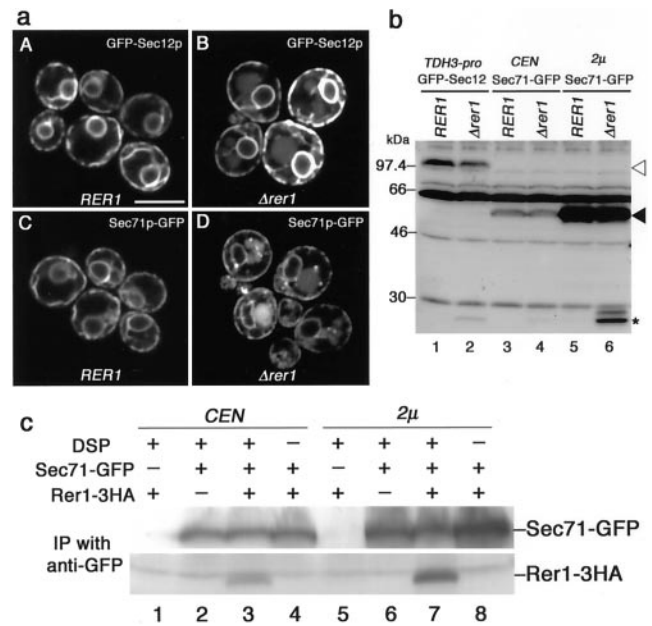 a
A GFP-Sec12p
B GFP-Sec12p
RER1
Δrer1
C Sec71p-GFP
D Sec71p-GFP
RER1
Δrer1
b
TDH3-pro CEN 2μ
GFP-Sec12 Sec71-GFP Sec71-GFP
RER1 Δrer1 RER1 Δrer1 RER1 Δrer1
kDa
97.4
66
46
30
*
1 2 3 4 5 6
c
CEN 2μ
DSP + + + − + + + −
Sec71-GFP − + + + − + + +
Rer1-3HA + − + + + − + +
IP with
anti-GFP
Sec71-GFP
Rer1-3HA
1 2 3 4 5 6 7 8